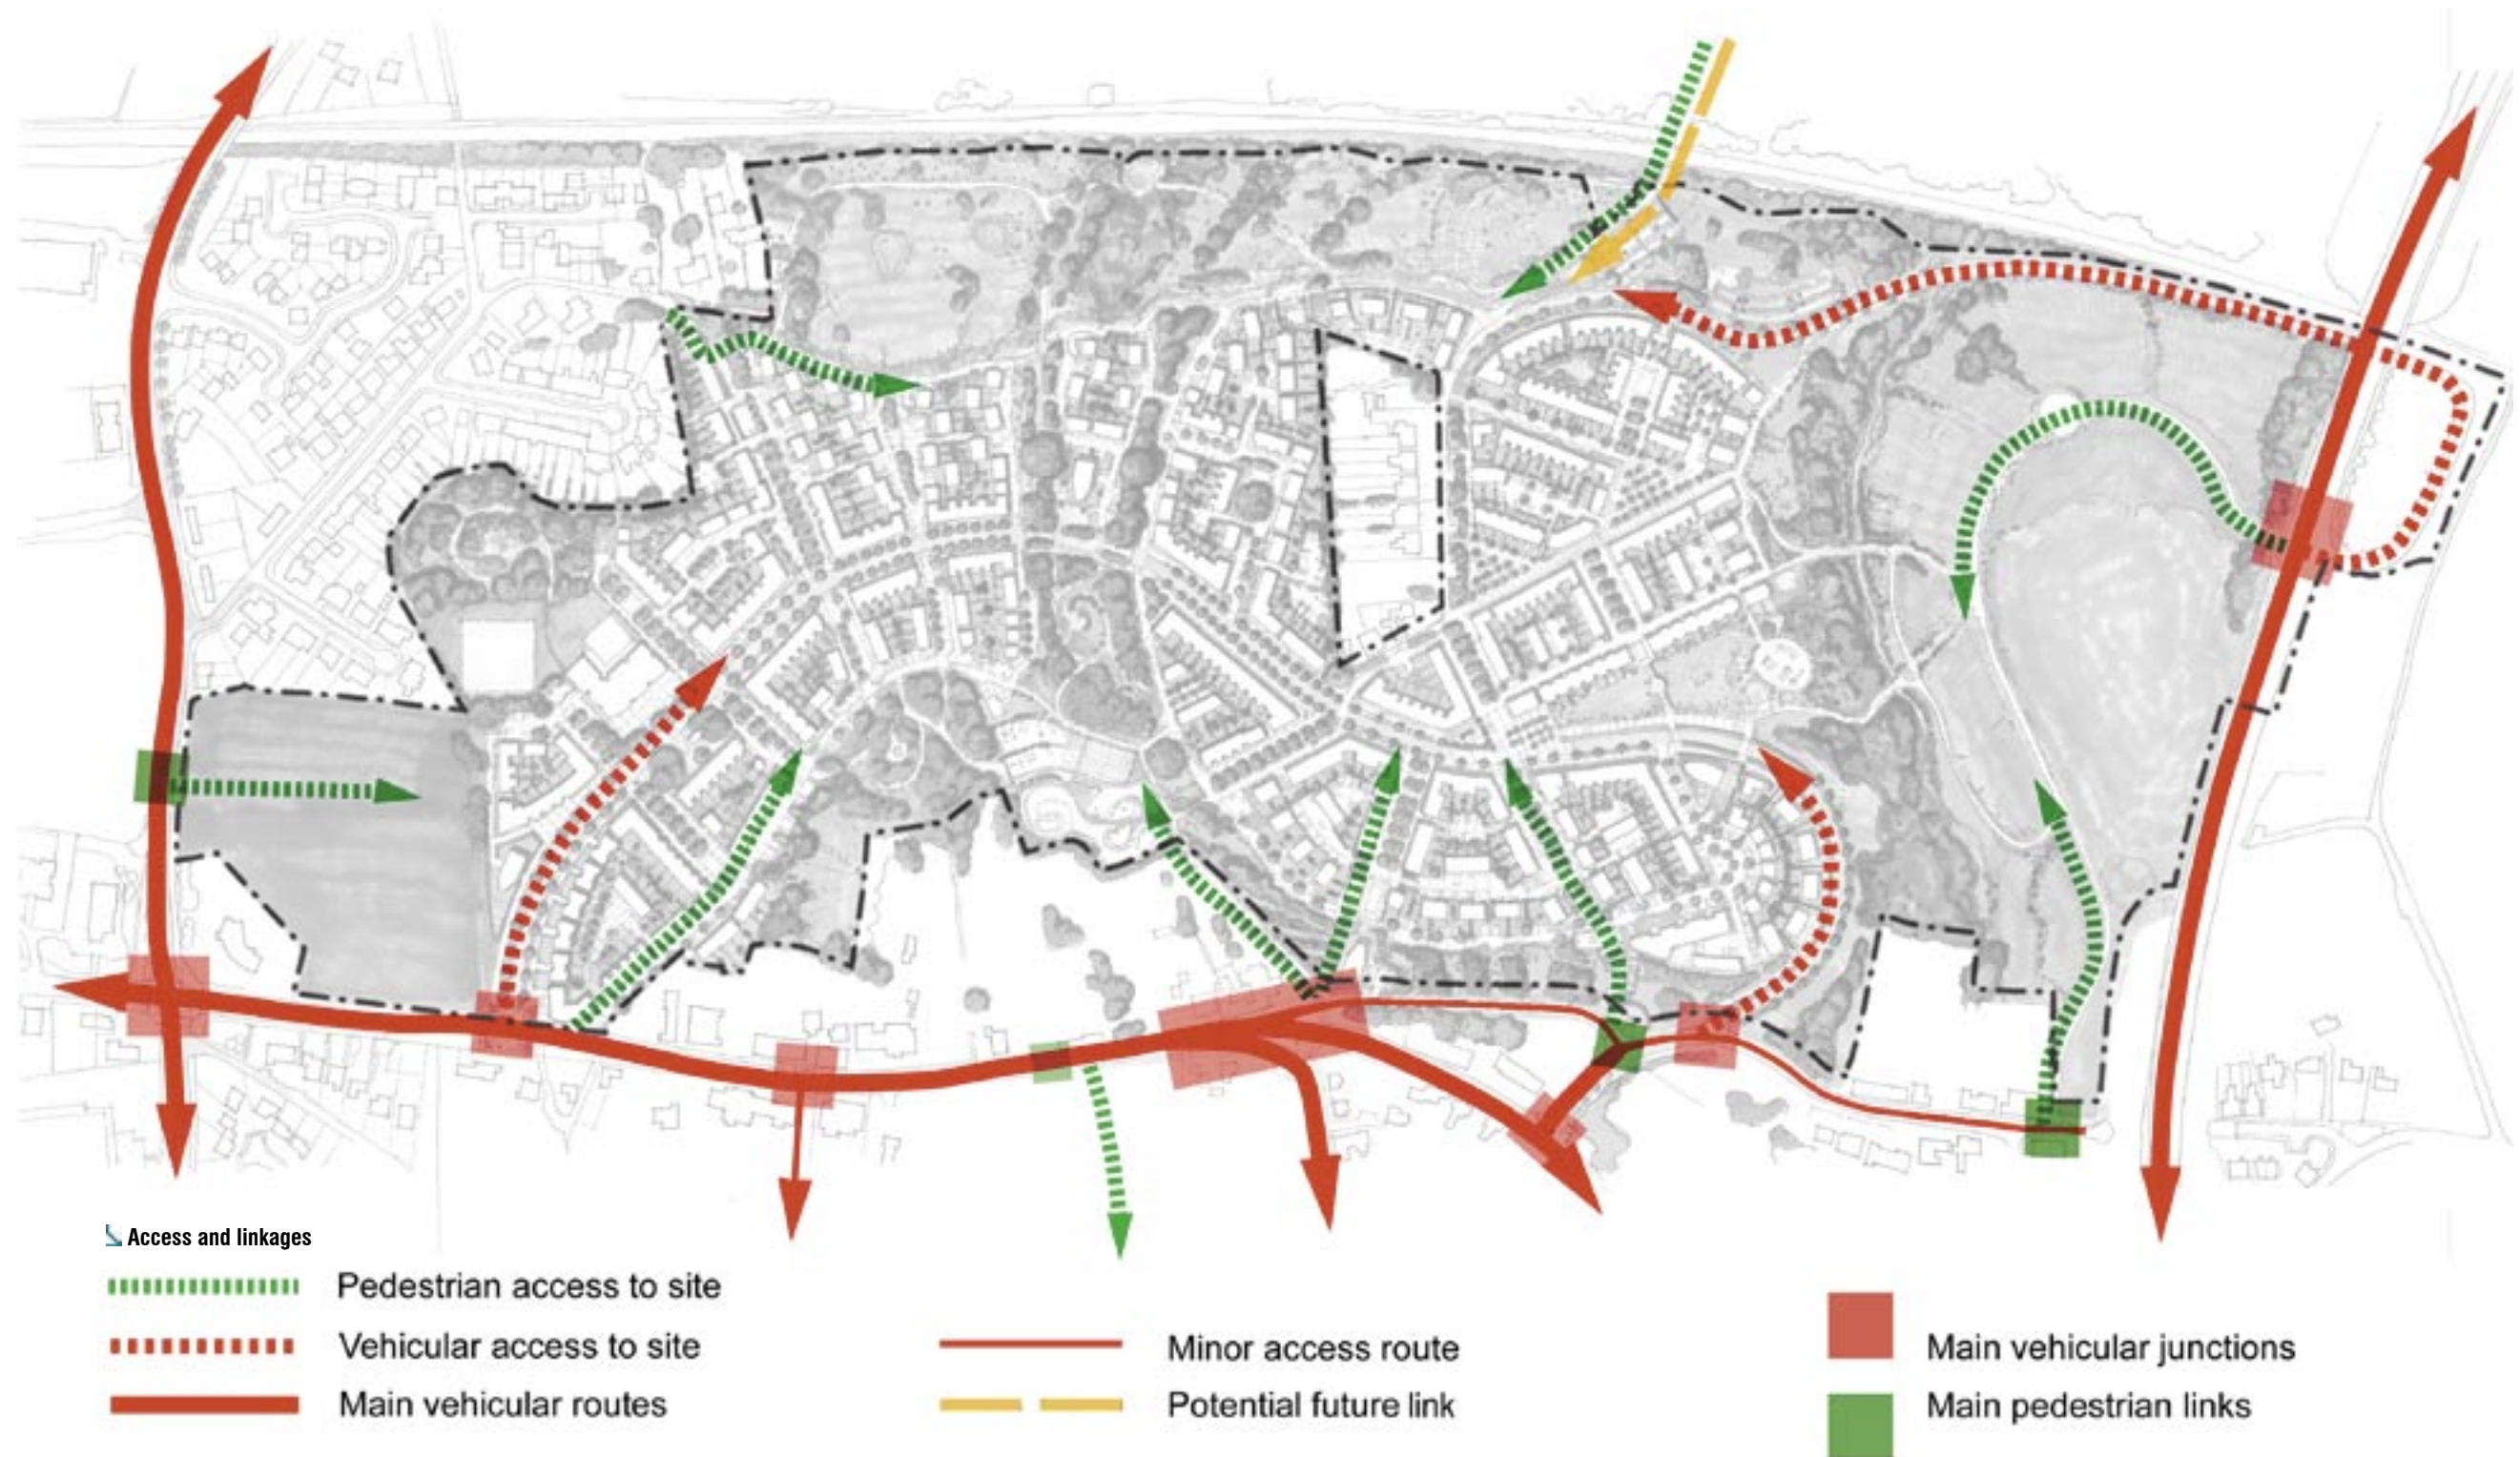 Access and linkages
Pedestrian access to site
Vehicular access to site
Main vehicular routes
Minor access route
Potential future link
Main vehicular junctions
Main pedestrian links